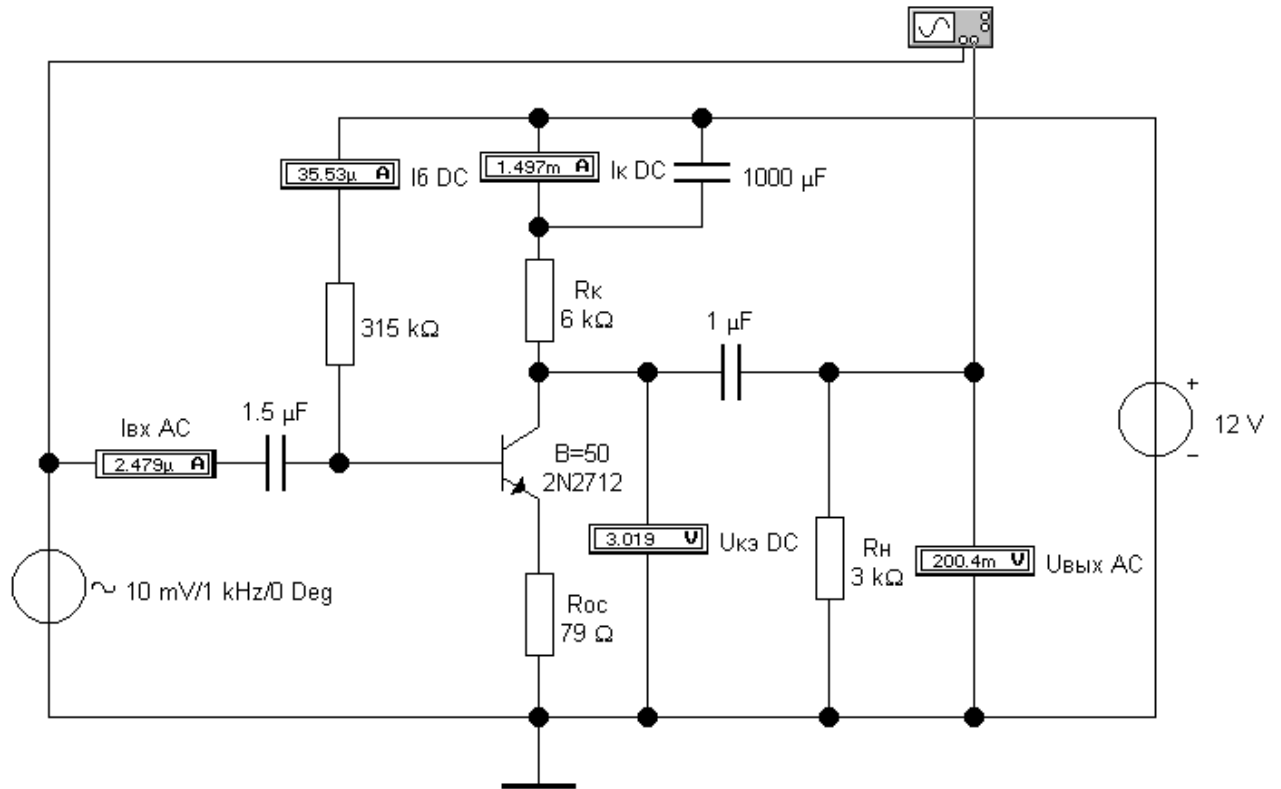 35.53μ A
Iб DC
1.497m A
Iк DC
1000 μF
315 kΩ
Rк
6 kΩ
1 μF
1.5 μF
Iвх AC
2.479μ A
B=50
2N2712
+
12 V
−
3.019 V
Uкэ DC
Rн
3 kΩ
200.4m V
Uвых AC
~ 10 mV/1 kHz/0 Deg
Rос
79 Ω